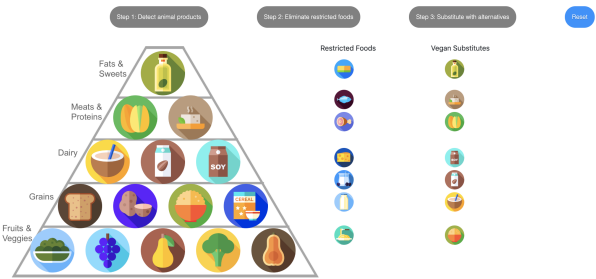 Step 1: Detect animal products
Step 2: Eliminate restricted foods
Step 3: Substitute with alternatives
Reset
Restricted Foods
Vegan Substitutes
Fats &
Sweets
Meats &
Proteins
Dairy
SOY
Grains
CEREAL
Fruits &
Veggies